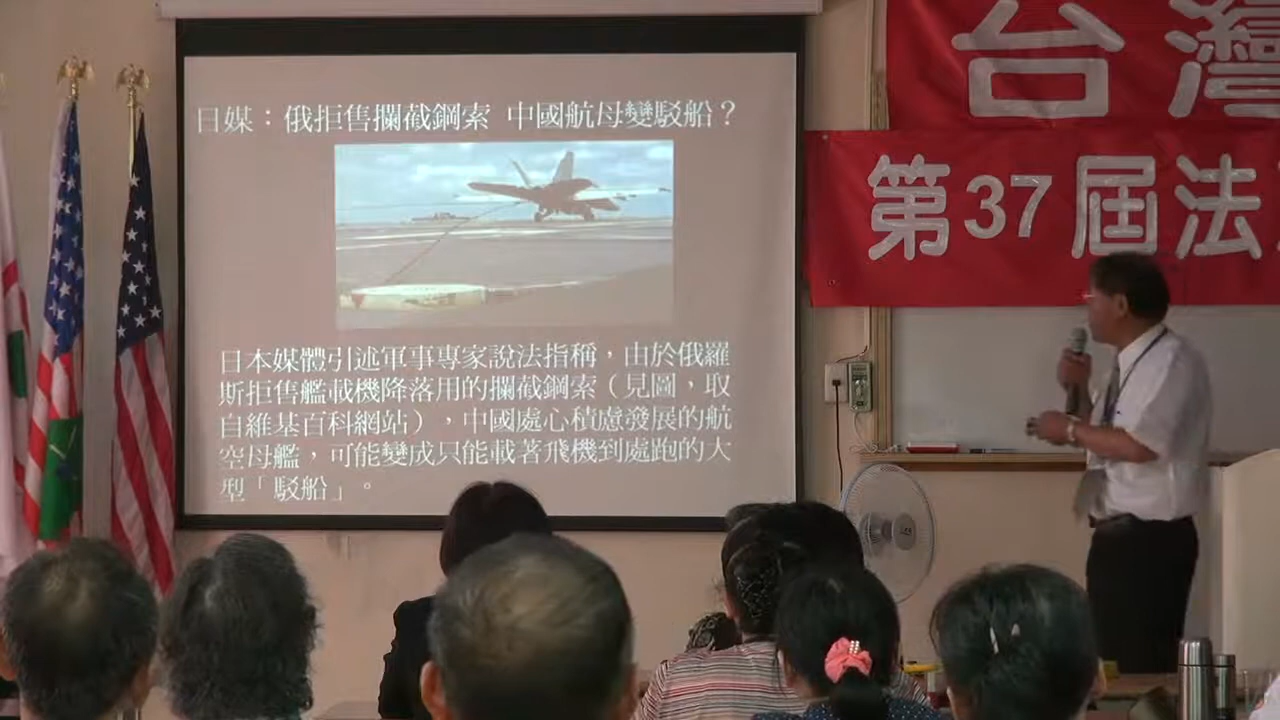 日媒：俄拒售攔截鋼索 中國航母變駁船？
日本媒體引述軍事專家說法指稱，由於俄羅
斯拒售艦載機降落用的攔截鋼索（見圖，取
自維基百科網站），中國處心積慮發展的航
空母艦，可能變成只能載著飛機到處跑的大
型「駁船」。
台灣
第37屆法